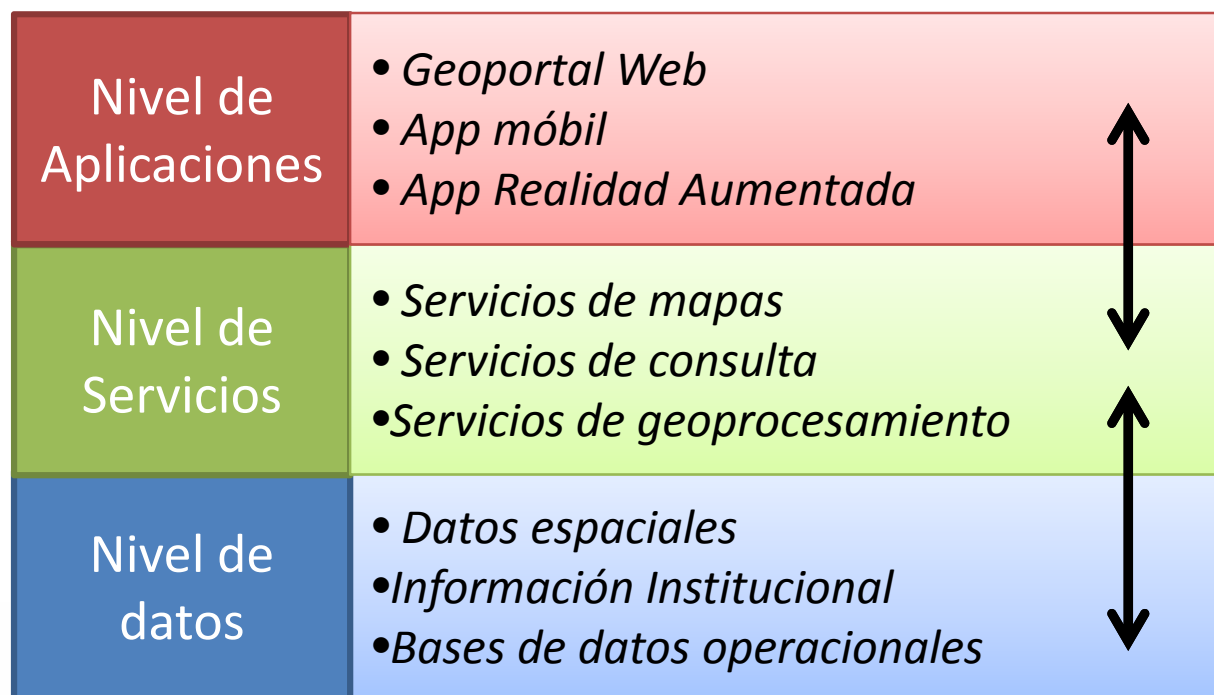 Nivel de
Aplicaciones
• Geoportal Web
• App móbil
• App Realidad Aumentada
Nivel de
Servicios
• Servicios de mapas
• Servicios de consulta
•Servicios de geoprocesamiento
Nivel de
datos
• Datos espaciales
•Información Institucional
•Bases de datos operacionales